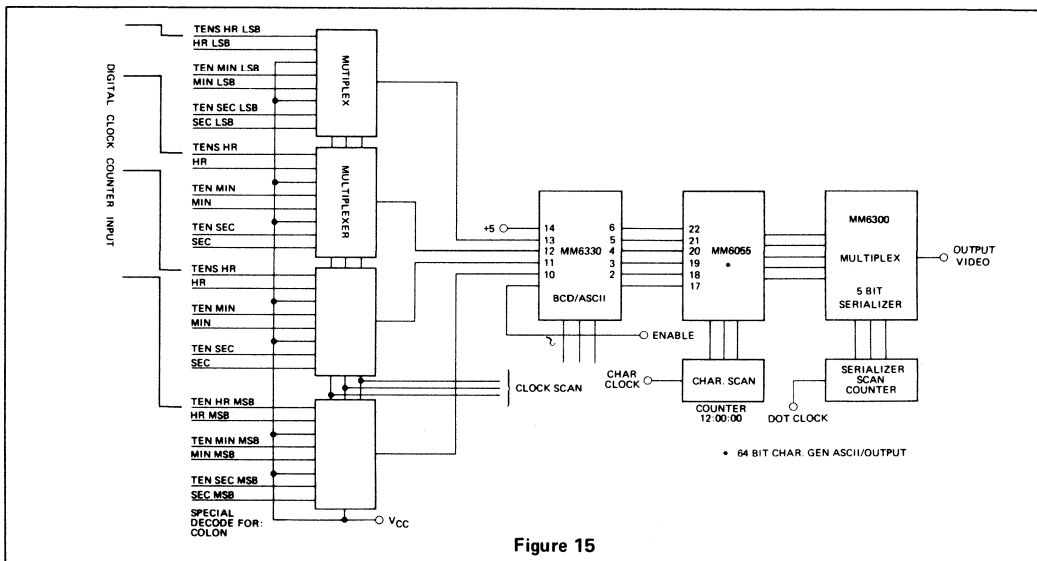 DIGITAL CLOCK COUNTER INPUT
TENS HR LSB
HR LSB
TEN MIN LSB
MIN LSB
TEN SEC LSB
SEC LSB
MUTIPLEX
TENS HR
HR
TEN MIN
MIN
TEN SEC
SEC
MULTIPLEXER
TENS HR
HR
TEN MIN
MIN
TEN SEC
SEC
TEN HR MSB
HR MSB
TEN MIN MSB
MIN MSB
TEN SEC MSB
SEC MSB
SPECIAL
DECODE FOR:
COLON
VCC
CLOCK SCAN
+5
14 6
13 5
12 MM6330 4
11 3
10 2
BCD/ASCII
ENABLE
22
21
20 MM6055
19 •
18
17
CHAR
CLOCK
CHAR. SCAN
COUNTER
12:00:00
MM6300
MULTIPLEX
5 BIT
SERIALIZER
OUTPUT
VIDEO
SERIALIZER
SCAN
COUNTER
DOT CLOCK
• 64 BIT CHAR. GEN ASCII/OUTPUT
Figure 15